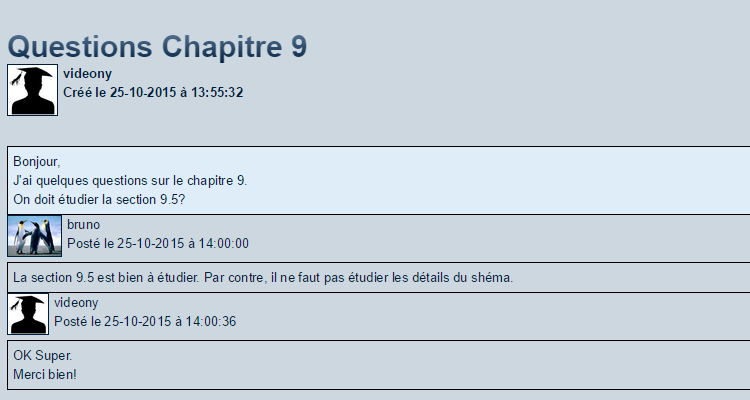 Questions Chapitre 9
videony
Créé le 25-10-2015 à 13:55:32
Bonjour,
J'ai quelques questions sur le chapitre 9.
On doit étudier la section 9.5?
bruno
Posté le 25-10-2015 à 14:00:00
La section 9.5 est bien à étudier. Par contre, il ne faut pas étudier les détails du shéma.
videony
Posté le 25-10-2015 à 14:00:36
OK Super.
Merci bien!